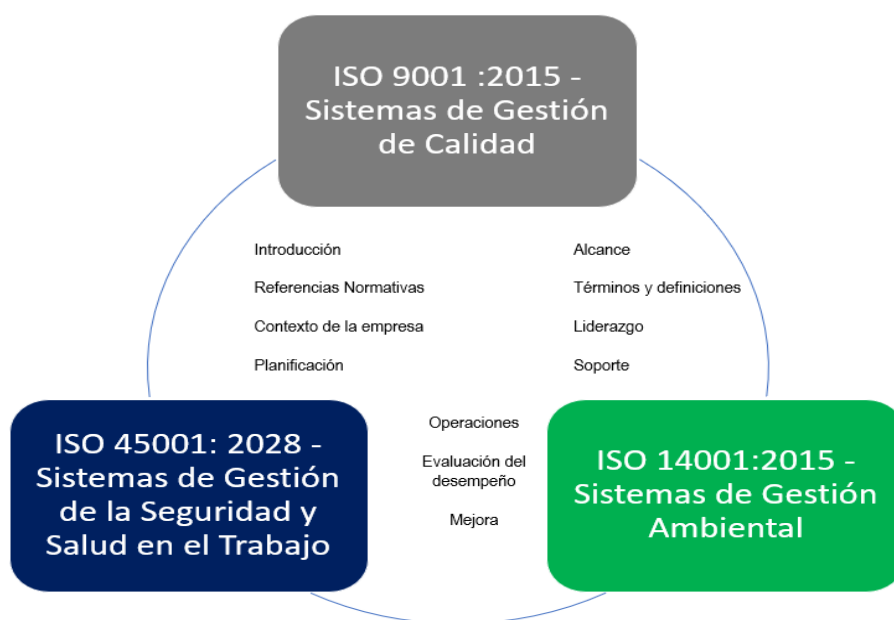 ISO 9001 :2015 -
Sistemas de Gestión
de Calidad
Introducción
Alcance
Referencias Normativas
Términos y definiciones
Contexto de la empresa
Liderazgo
Planificación
Soporte
Operaciones
Evaluación del
desempeño
Mejora
ISO 45001: 2028 -
Sistemas de Gestión
de la Seguridad y
Salud en el Trabajo
ISO 14001:2015 -
Sistemas de Gestión
Ambiental